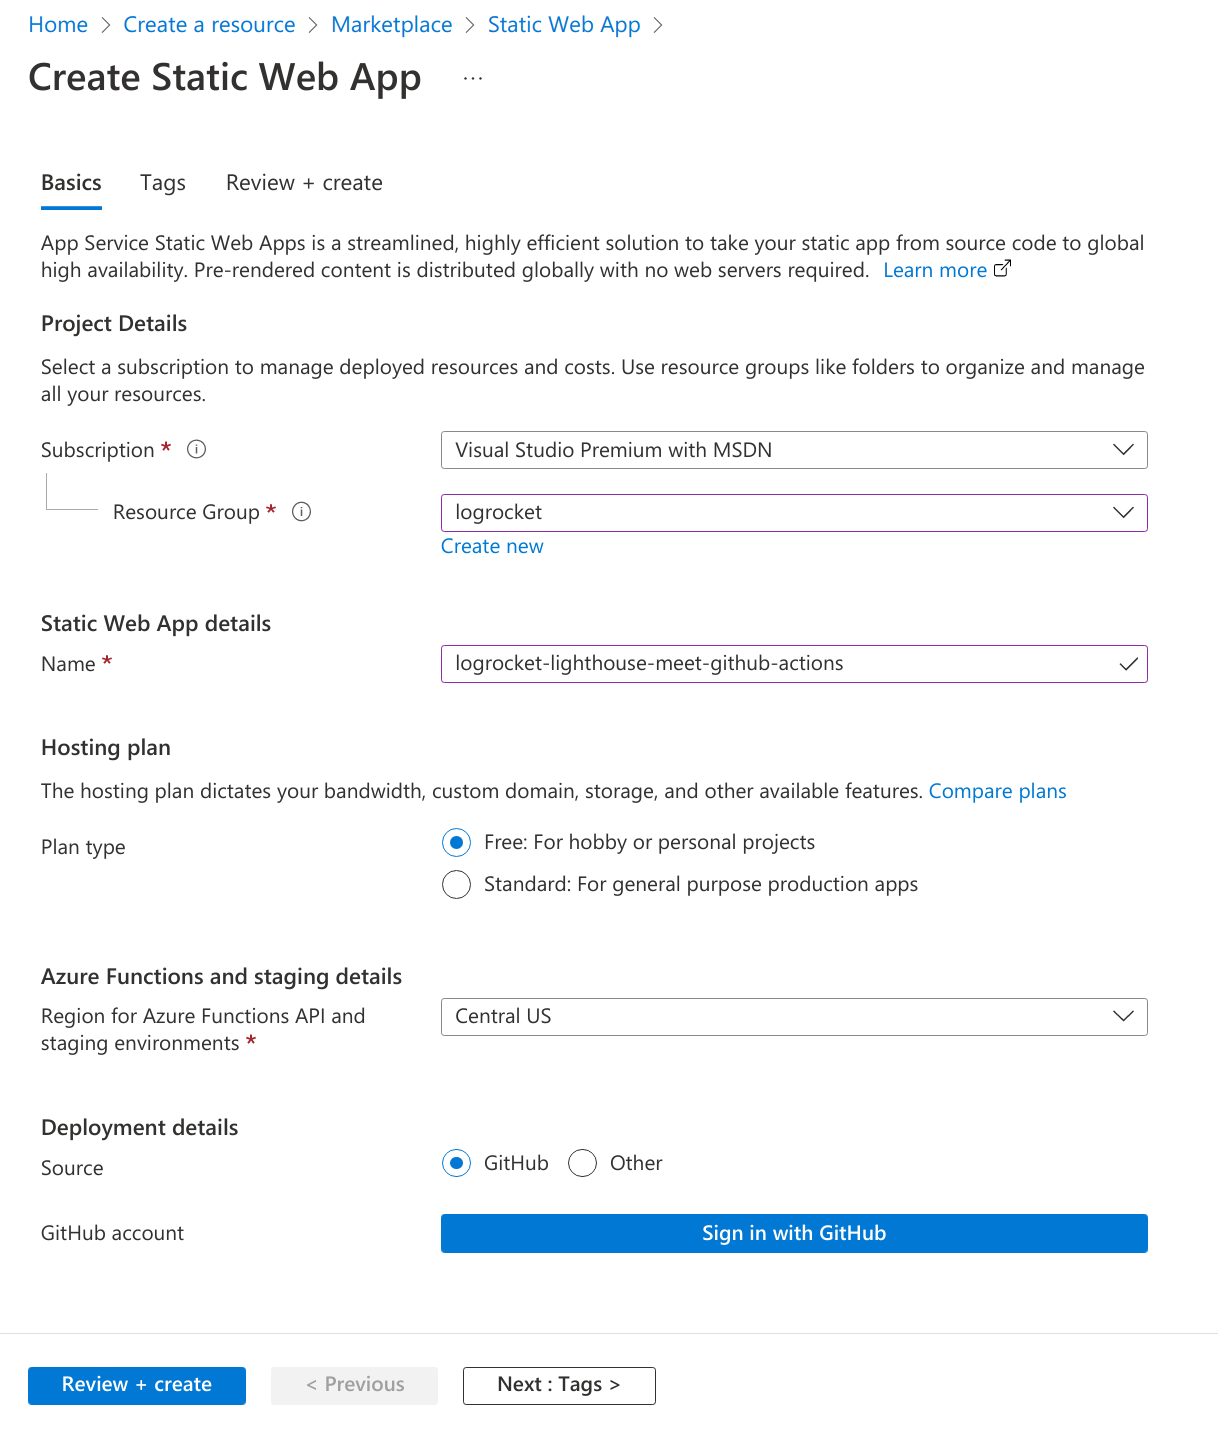 Home > Create a resource > Marketplace > Static Web App >
Create Static Web App ...
Basics Tags Review + create
App Service Static Web Apps is a streamlined, highly efficient solution to take your static app from source code to global
high availability. Pre-rendered content is distributed globally with no web servers required. Learn more
Project Details
Select a subscription to manage deployed resources and costs. Use resource groups like folders to organize and manage
all your resources.
Subscription * Visual Studio Premium with MSDN
Resource Group * logrocket
Create new
Static Web App details
Name * logrocket-lighthouse-meet-github-actions
Hosting plan
The hosting plan dictates your bandwidth, custom domain, storage, and other available features. Compare plans
Plan type Free: For hobby or personal projects
Standard: For general purpose production apps
Azure Functions and staging details
Region for Azure Functions API and Central US
staging environments *
Deployment details
Source GitHub Other
GitHub account Sign in with GitHub
Review + create < Previous Next : Tags >